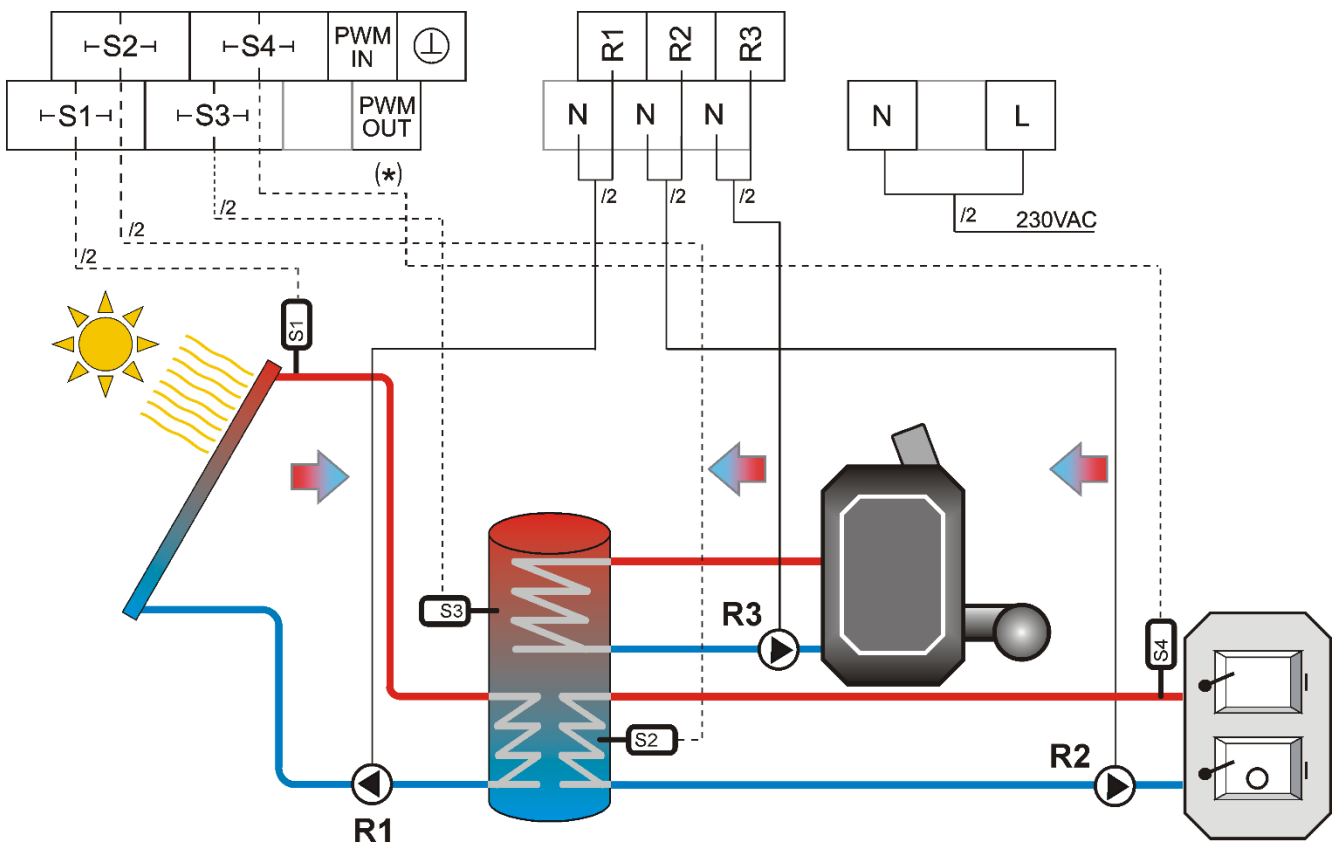 S2 S4 PWM IN
S1 S3 PWM OUT
(*)
R1 R2 R3
N N N
N L
/2 /2 /2
/2 /2 /2
/2 230VAC
S1
S3
R3
S4
S2
R2
R1